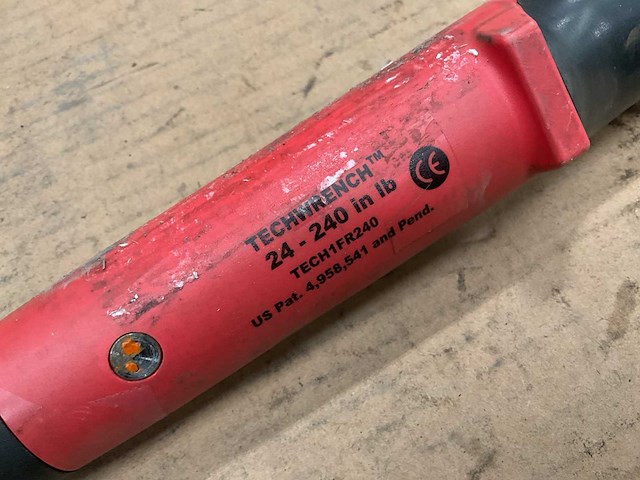 TECHWRENCH™
CE
24 - 240 in lb
TECH1FR240
US Pat. 4,958,541 and Pend.